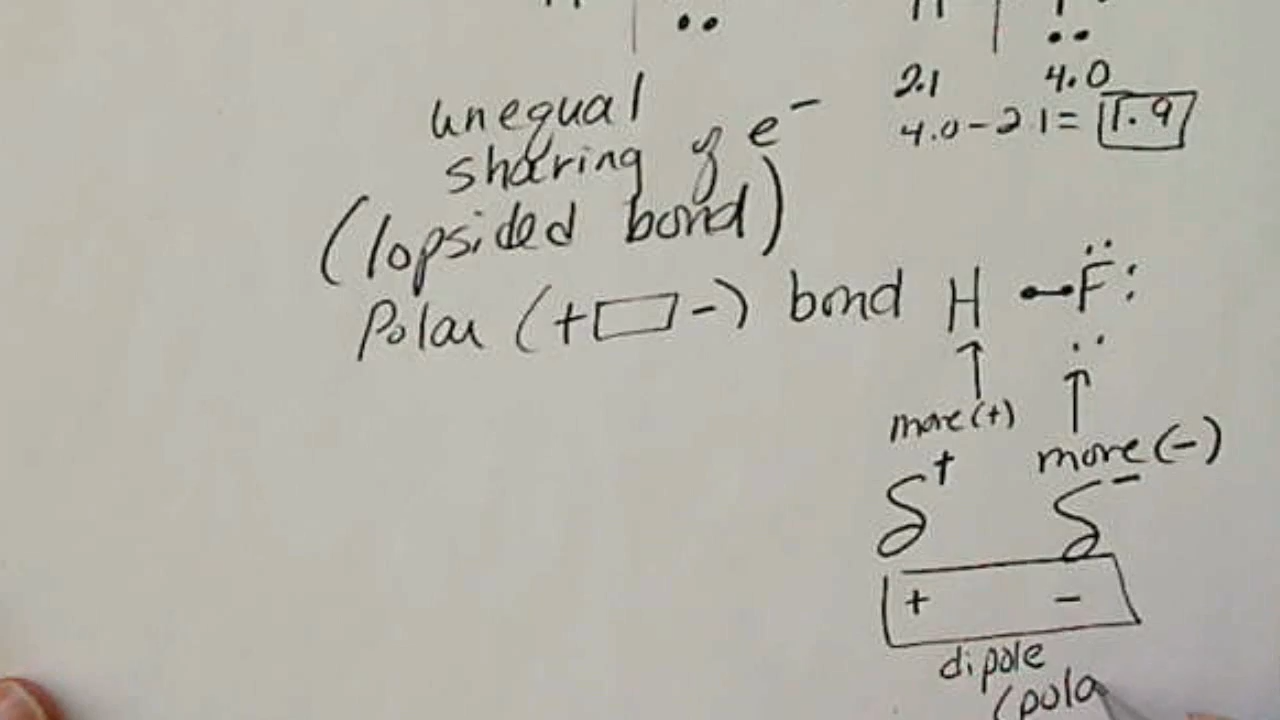 2.1 4.0
4.0-2.1= 1.9
unequal
sharing of e⁻
(lopsided bond)
Polar (+ -) bond H F:
more (+) more (-)
δ⁺ δ⁻
+ -
dipole
(pola